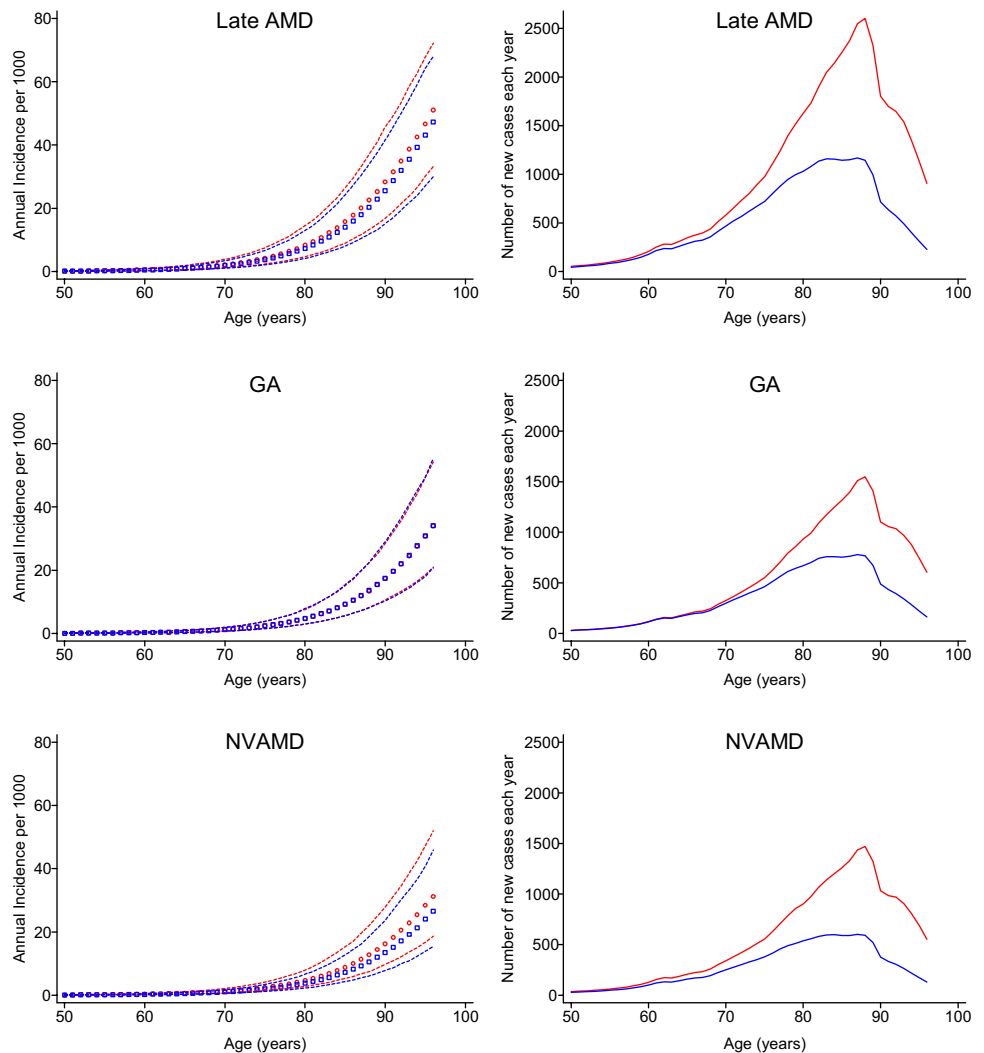 Late AMD
Annual Incidence per 1000
80
60
40
20
0
50 60 70 80 90 100
Age (years)
Late AMD
Number of new cases each year
2500
2000
1500
1000
500
0
50 60 70 80 90 100
Age (years)
GA
Annual Incidence per 1000
80
60
40
20
0
50 60 70 80 90 100
Age (years)
GA
Number of new cases each year
2500
2000
1500
1000
500
0
50 60 70 80 90 100
Age (years)
NVAMD
Annual Incidence per 1000
80
60
40
20
0
50 60 70 80 90 100
Age (years)
NVAMD
Number of new cases each year
2500
2000
1500
1000
500
0
50 60 70 80 90 100
Age (years)